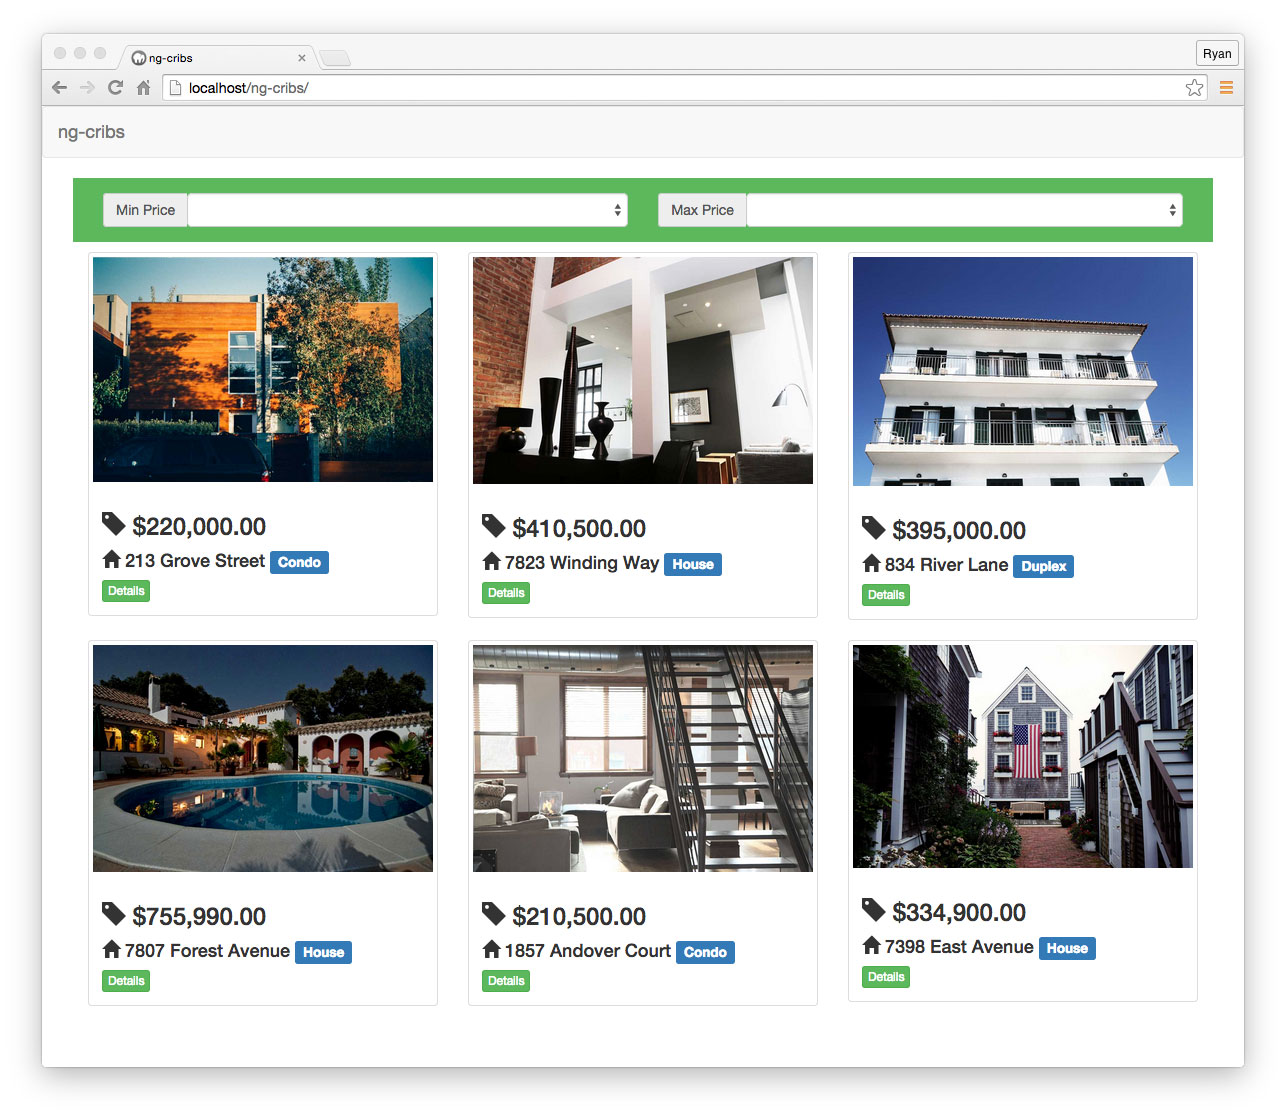 ng-cribs
Ryan
localhost/ng-cribs/
ng-cribs
Min Price
Max Price
$220,000.00
213 Grove Street Condo
Details
$410,500.00
7823 Winding Way House
Details
$395,000.00
834 River Lane Duplex
Details
$755,990.00
7807 Forest Avenue House
Details
$210,500.00
1857 Andover Court Condo
Details
$334,900.00
7398 East Avenue House
Details